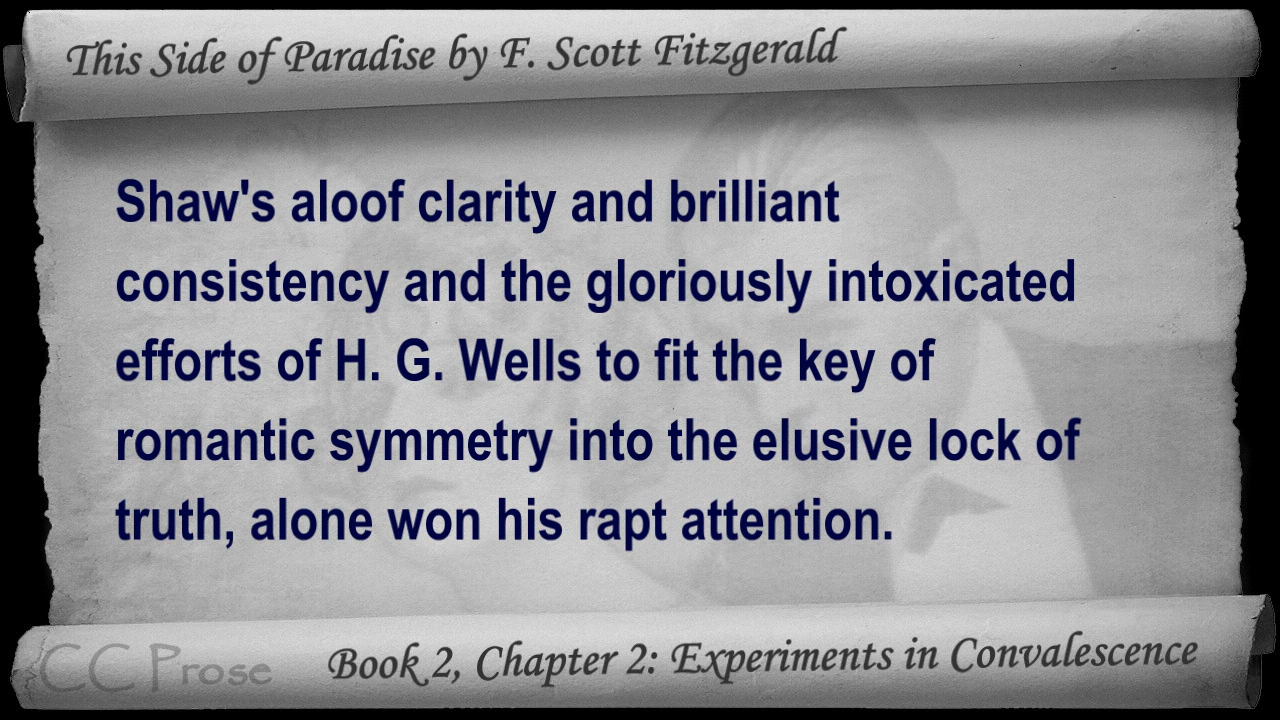 This Side of Paradise by F. Scott Fitzgerald
Shaw's aloof clarity and brilliant
consistency and the gloriously intoxicated
efforts of H. G. Wells to fit the key of
romantic symmetry into the elusive lock of
truth, alone won his rapt attention.
CC Prose
Book 2, Chapter 2: Experiments in Convalescence